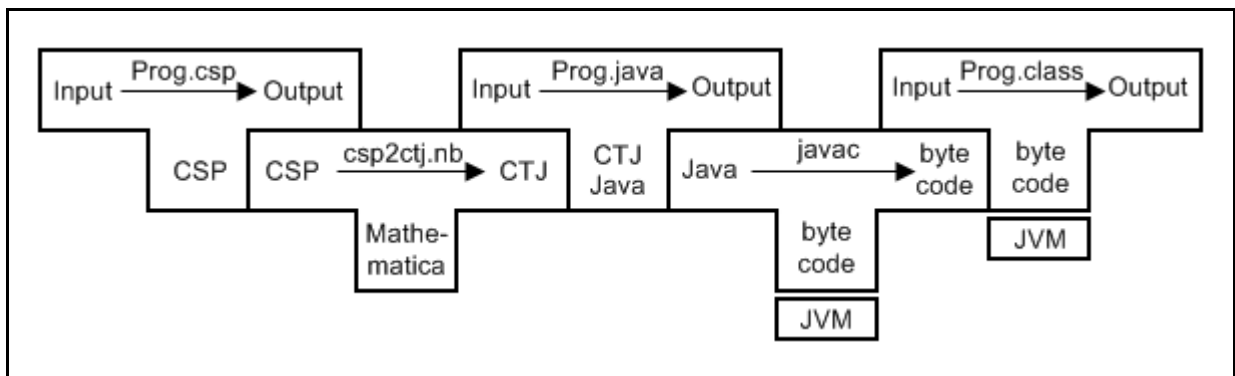 Prog.csp
Input
Output
Prog.java
Input
Output
Prog.class
Input
Output
CSP
CSP
csp2ctj.nb
CTJ
CTJ
Java
Java
javac
byte
code
byte
code
Mathe-
matica
byte
code
JVM
JVM